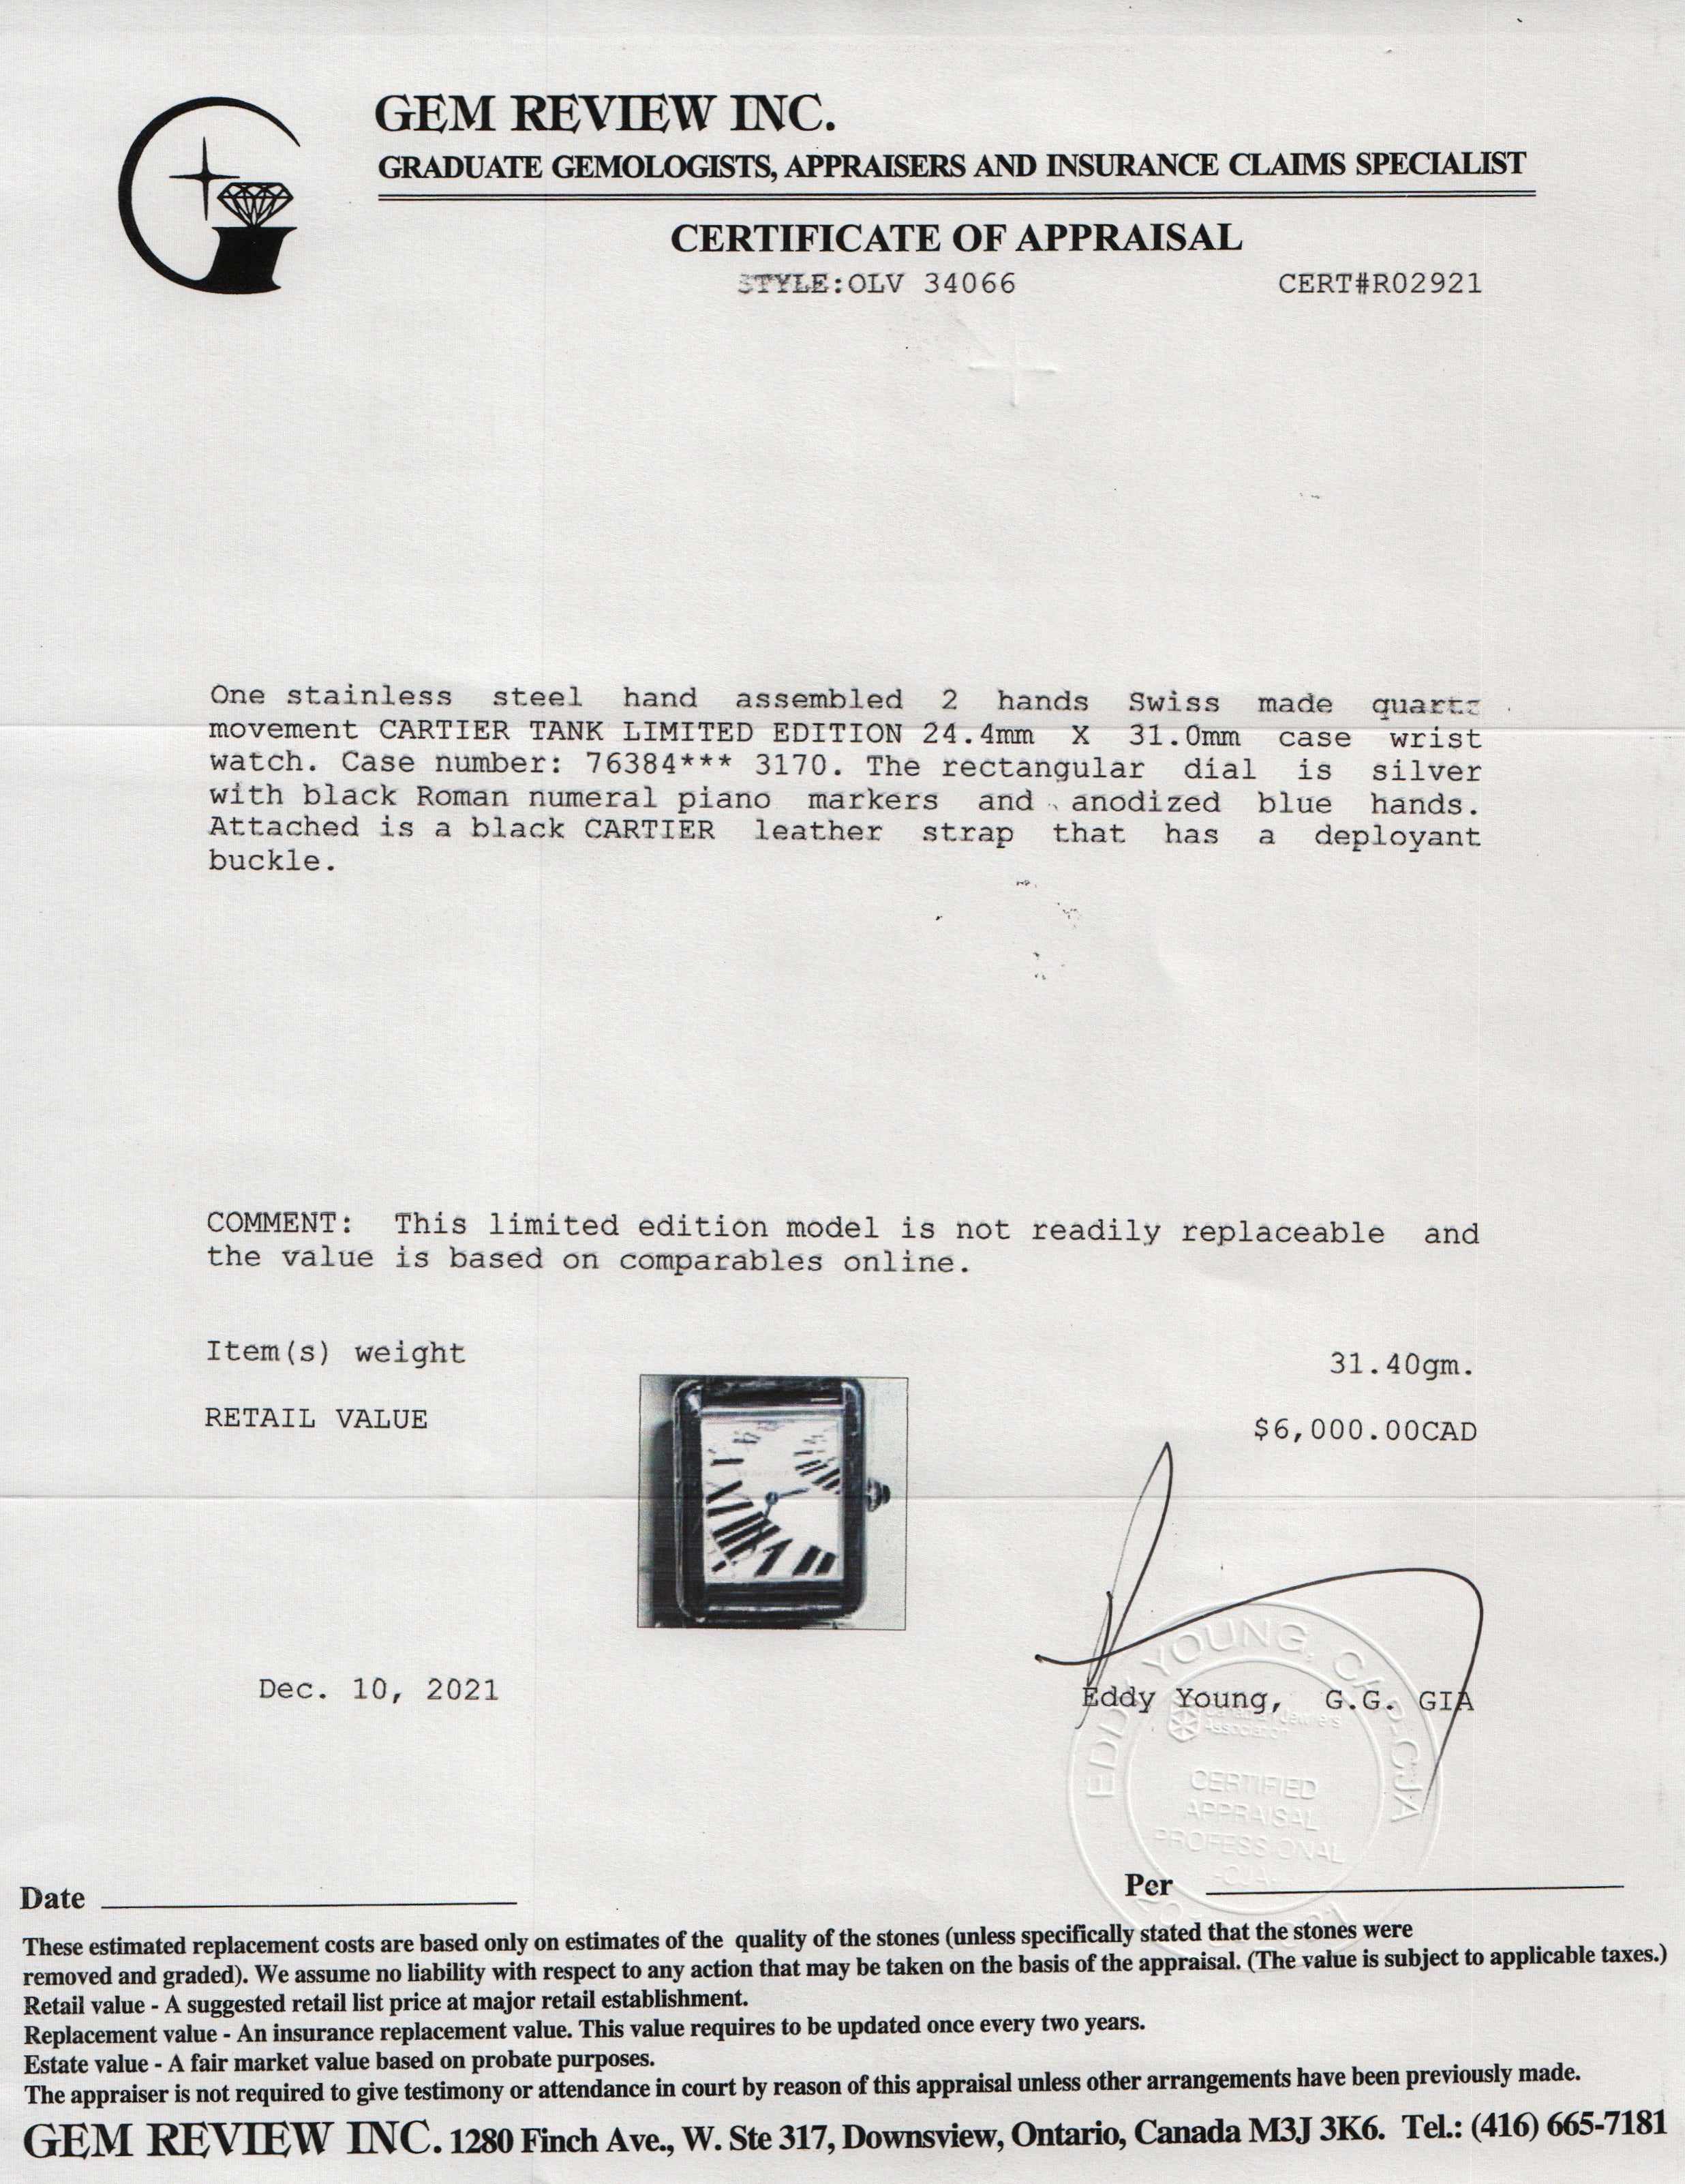 GEM REVIEW INC.
GRADUATE GEMOLOGISTS, APPRAISERS AND INSURANCE CLAIMS SPECIALIST
CERTIFICATE OF APPRAISAL
STYLE:OLV 34066 CERT#R02921
One stainless steel hand assembled 2 hands Swiss made quartz
movement CARTIER TANK LIMITED EDITION 24.4mm X 31.0mm case wrist
watch. Case number: 76384*** 3170. The rectangular dial is silver
with black Roman numeral piano markers and anodized blue hands.
Attached is a black CARTIER leather strap that has a deployant
buckle.
COMMENT: This limited edition model is not readily replaceable and
the value is based on comparables online.
Item(s) weight 31.40gm.
RETAIL VALUE $6,000.00CAD
Dec. 10, 2021
Eddy Young, G.G. GIA
EDDY YOUNG, CAP-CJA
Association
CERTIFIED
APPRAISAL
PROFESSIONAL
-CJA-
Date
Per
These estimated replacement costs are based only on estimates of the quality of the stones (unless specifically stated that the stones were
removed and graded). We assume no liability with respect to any action that may be taken on the basis of the appraisal. (The value is subject to applicable taxes.)
Retail value - A suggested retail list price at major retail establishment.
Replacement value - An insurance replacement value. This value requires to be updated once every two years.
Estate value - A fair market value based on probate purposes.
The appraiser is not required to give testimony or attendance in court by reason of this appraisal unless other arrangements have been previously made.
GEM REVIEW INC. 1280 Finch Ave., W. Ste 317, Downsview, Ontario, Canada M3J 3K6. Tel.: (416) 665-7181